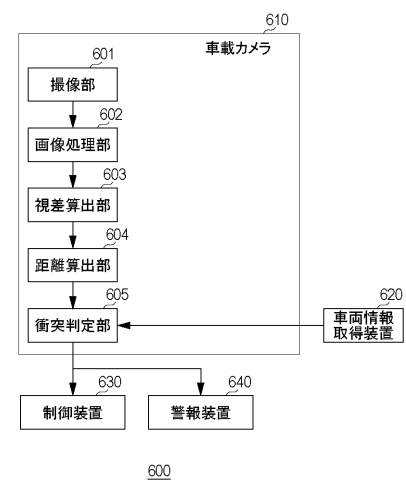 610
車載カメラ
601
撮像部
602
画像処理部
603
視差算出部
604
距離算出部
605
衝突判定部
620
車両情報
取得装置
630
制御装置
640
警報装置
600